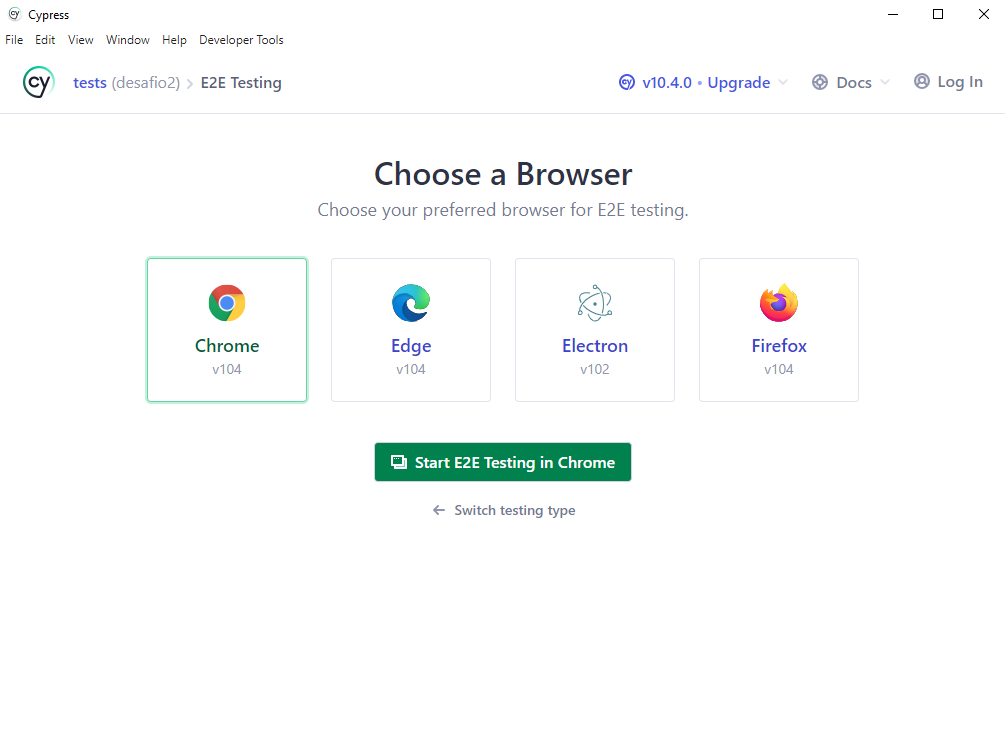 Cypress
File Edit View Window Help Developer Tools
cy tests (desafio2) > E2E Testing v10.4.0 • Upgrade Docs Log In
Choose a Browser
Choose your preferred browser for E2E testing.
Chrome Edge Electron Firefox
v104 v104 v102 v104
Start E2E Testing in Chrome
← Switch testing type